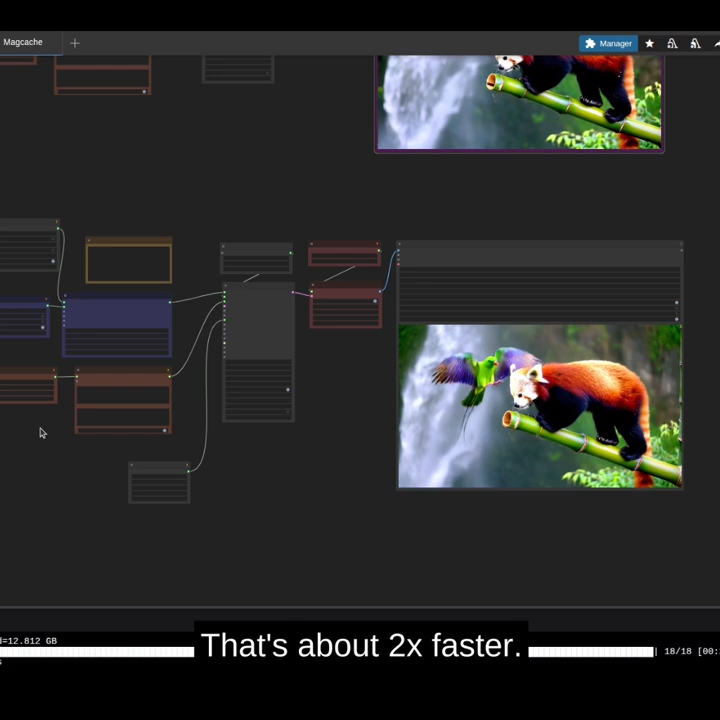 Magcache
Manager
d=12.812 GB
That's about 2x faster.
| 18/18 [00:
s